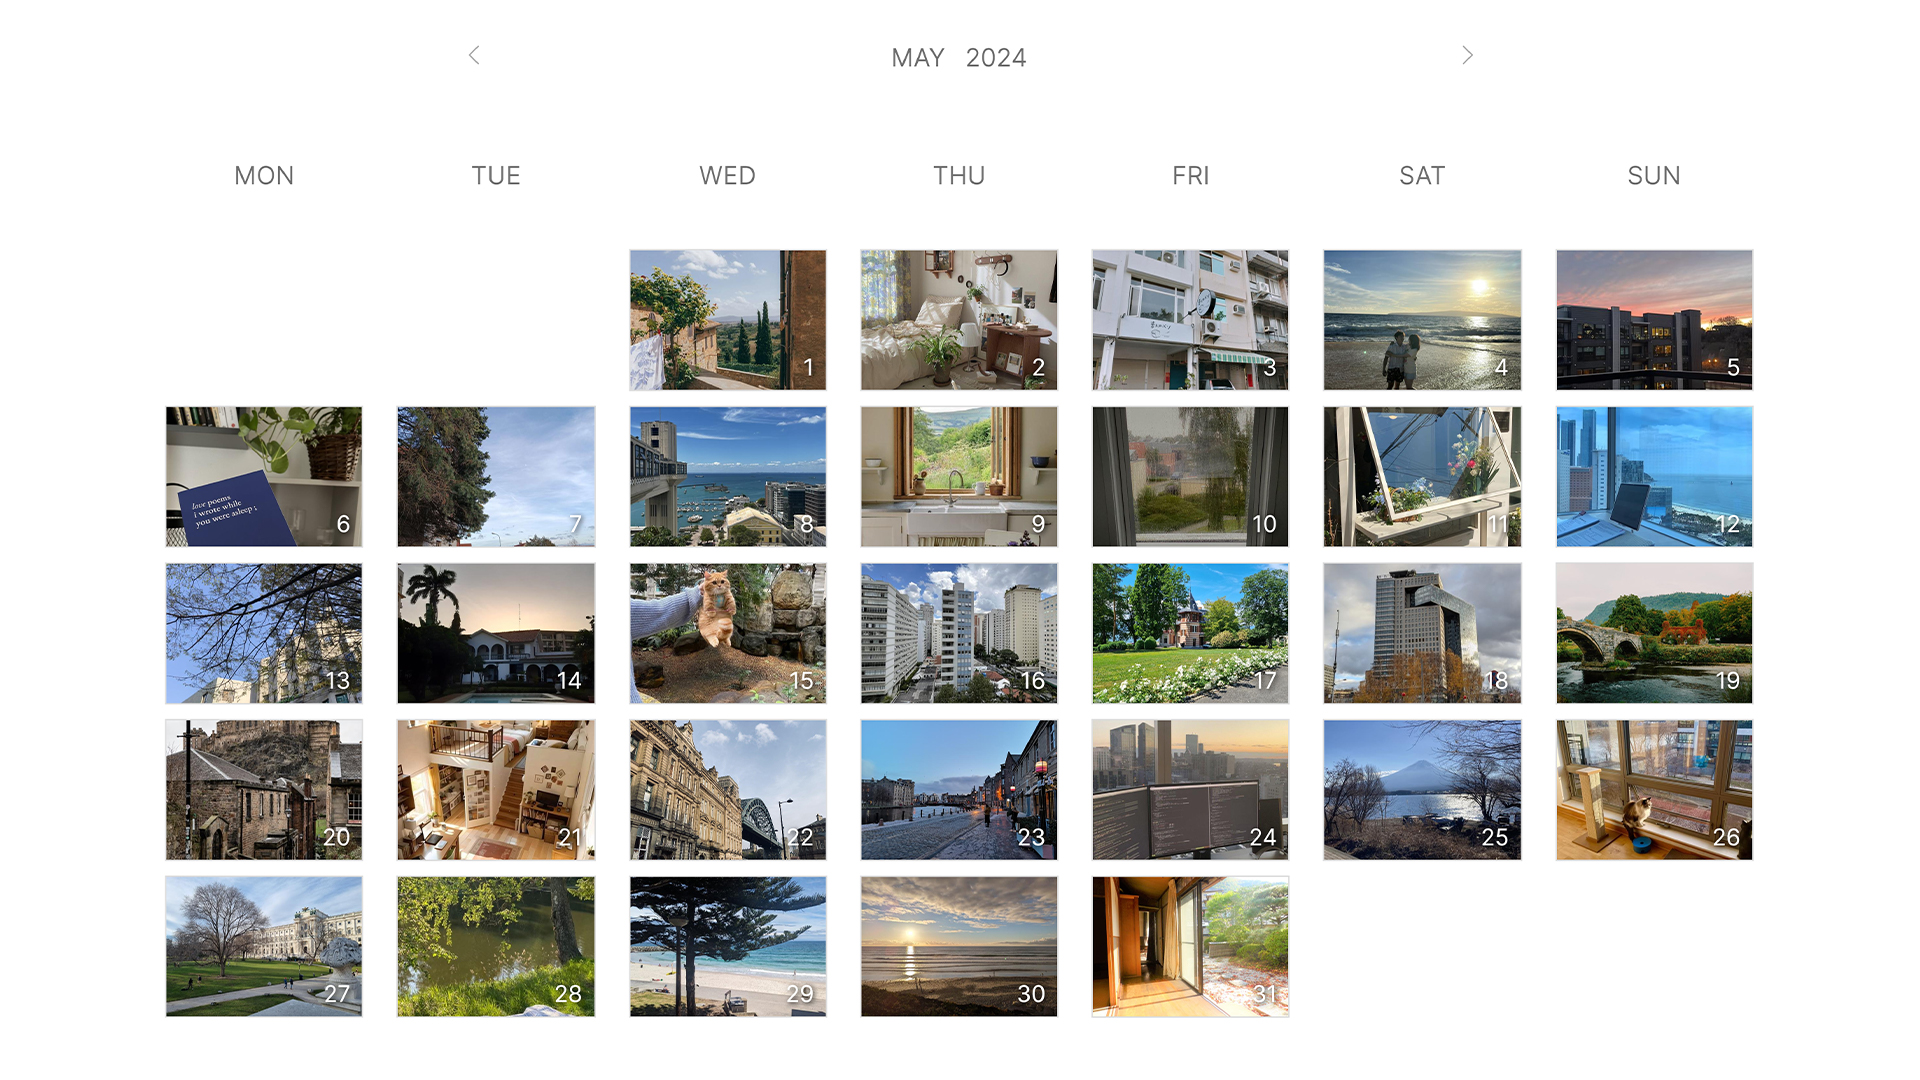 MAY 2024
MON TUE WED THU FRI SAT SUN
1 2 3 4 5
love poems
i wrote while
you were asleep ;
6 7 8 9 10 11 12
13 14 15 16 17 18 19
20 21 22 23 24 25 26
27 28 29 30 31